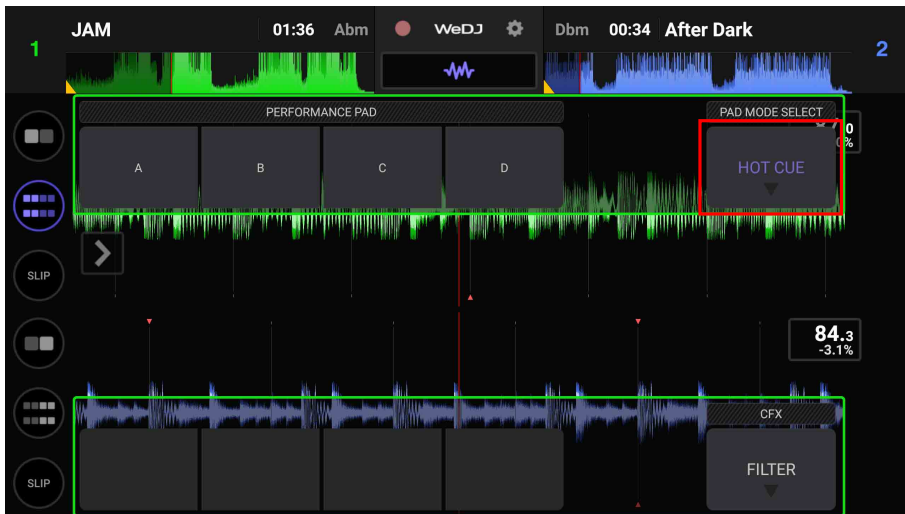 1
JAM
01:36
Abm
WeDJ
Dbm
00:34
After Dark
2
PERFORMANCE PAD
PAD MODE SELECT
A
B
C
D
HOT CUE
0
%
SLIP
84.3
-3.1%
CFX
FILTER
SLIP